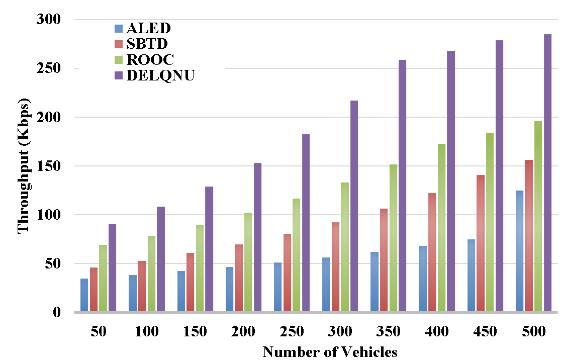 300
250
200
150
100
50
0
Throughput (Kbps)
ALED
SBTD
ROOC
DELQNU
50 100 150 200 250 300 350 400 450 500
Number of Vehicles